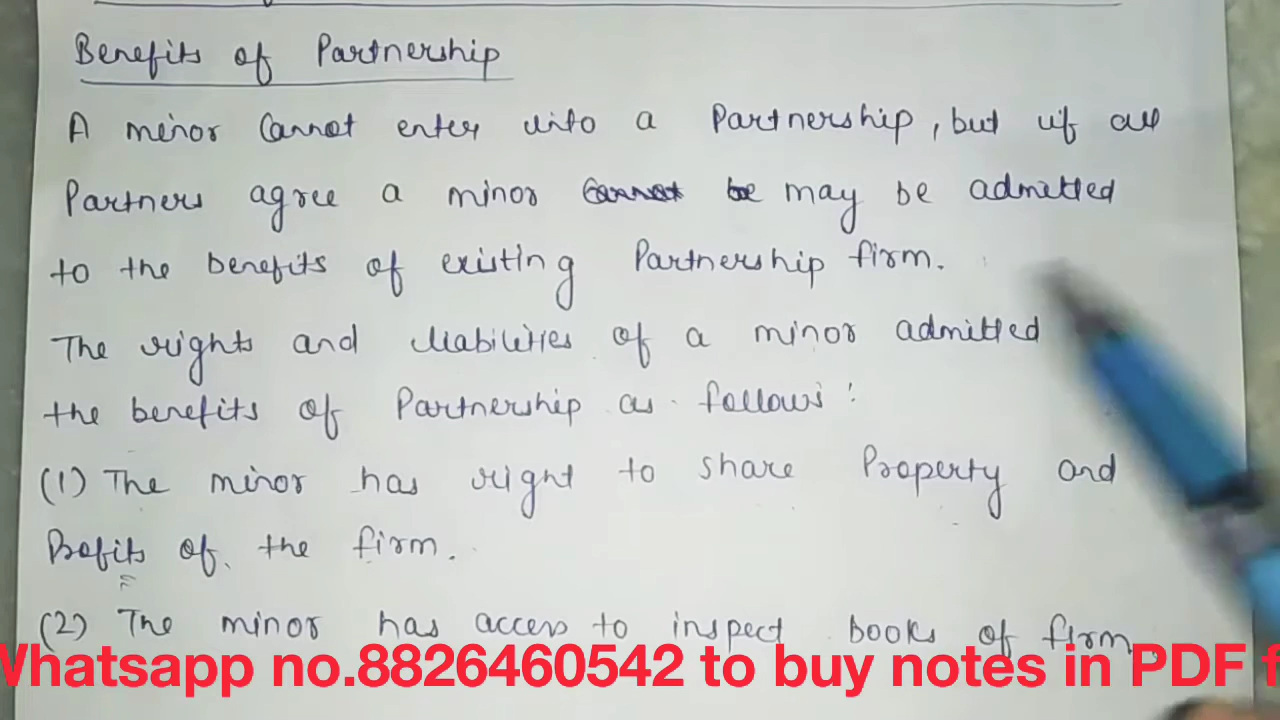 Benefits of Partnership
A minor cannot enter into a Partnership, but if all
Partners agree a minor cannot be may be admitted
to the benefits of existing Partnership firm.
The rights and liabilities of a minor admitted
the benefits of Partnership as follows:
(1) The minor has right to share Property and
Profits of the firm.
(2) The minor has access to inspect books of firm
Whatsapp no.8826460542 to buy notes in PDF f